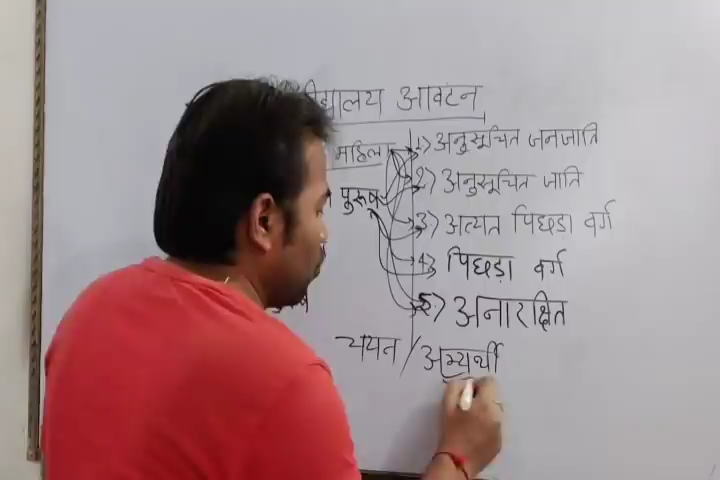 आवंटन
महिला 1) अनुसूचित जनजाति
पुरूष 2) अनुसूचित जाति
3) अत्यत पिछडा वर्ग
4) पिछड़ा वर्ग
5) अनारक्षित
चयन / अभ्यर्थी